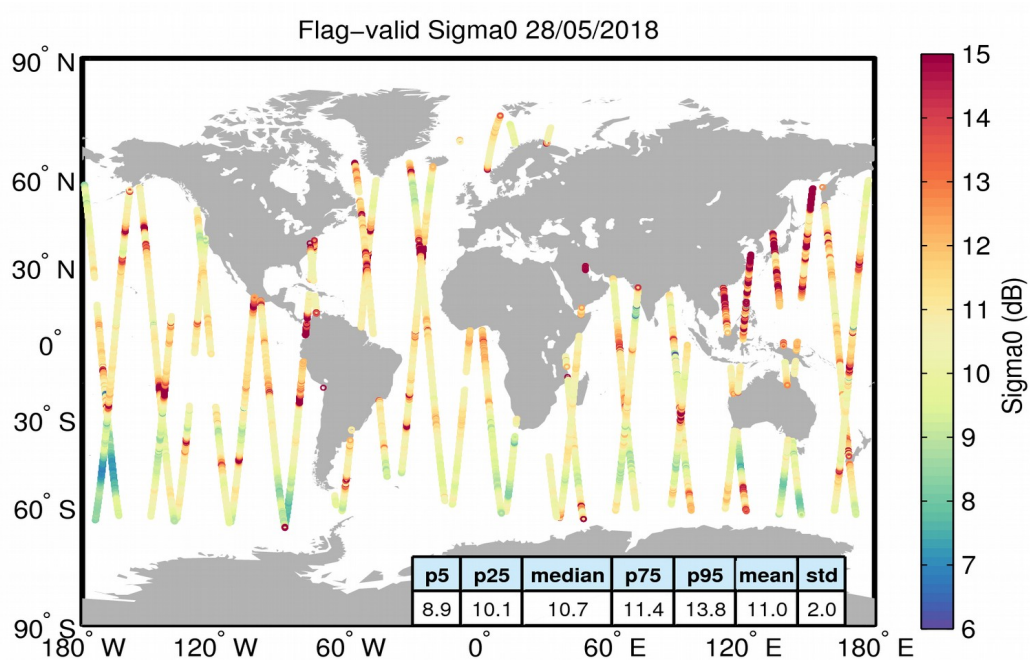 Flag−valid Sigma0 28/05/2018
90° N
60° N
30° N
0°
30° S
60° S
90° S
180° W
120° W
60° W
0°
60° E
120° E
180° E
15
14
13
12
11
10
9
8
7
6
Sigma0 (dB)
p5 p25 median p75 p95 mean std
8.9 10.1 10.7 11.4 13.8 11.0 2.0